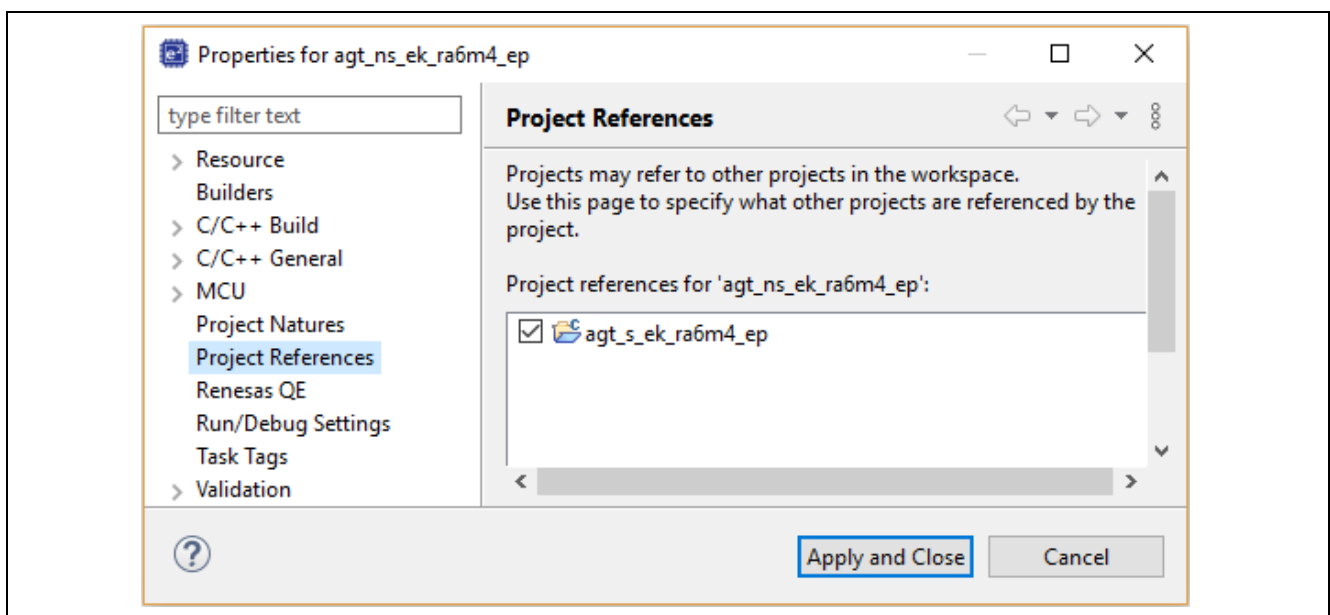 Properties for agt_ns_ek_ra6m4_ep
type filter text
Resource
Builders
C/C++ Build
C/C++ General
MCU
Project Natures
Project References
Renesas QE
Run/Debug Settings
Task Tags
Validation
Project References
Projects may refer to other projects in the workspace.
Use this page to specify what other projects are referenced by the
project.
Project references for 'agt_ns_ek_ra6m4_ep':
agt_s_ek_ra6m4_ep
Apply and Close
Cancel